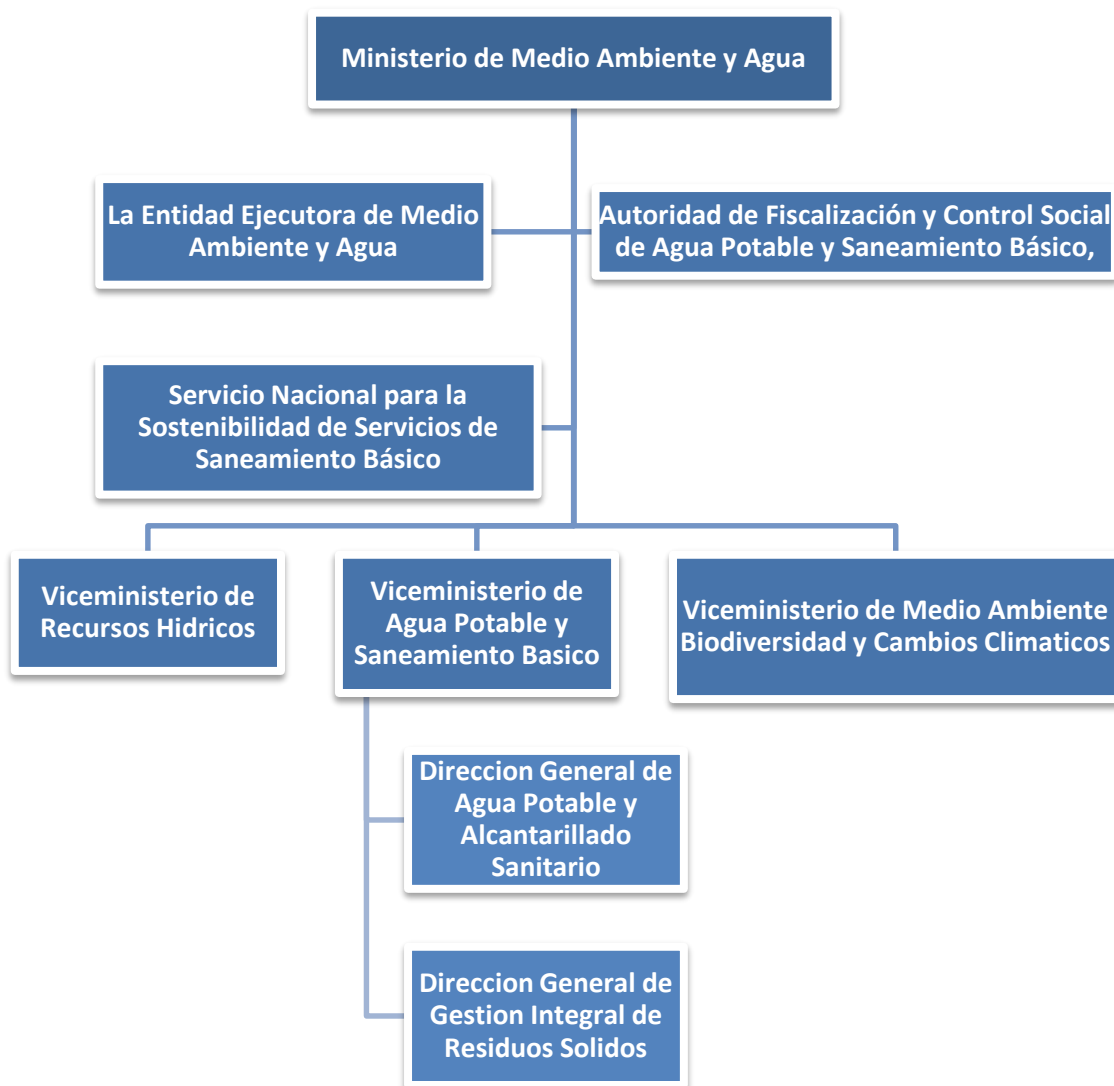 Ministerio de Medio Ambiente y Agua
La Entidad Ejecutora de Medio
Ambiente y Agua
Autoridad de Fiscalización y Control Social
de Agua Potable y Saneamiento Básico,
Servicio Nacional para la
Sostenibilidad de Servicios de
Saneamiento Básico
Viceministerio de
Recursos Hidricos
Viceministerio de
Agua Potable y
Saneamiento Basico
Viceministerio de Medio Ambiente
Biodiversidad y Cambios Climaticos
Direccion General de
Agua Potable y
Alcantarillado
Sanitario
Direccion General de
Gestion Integral de
Residuos Solidos